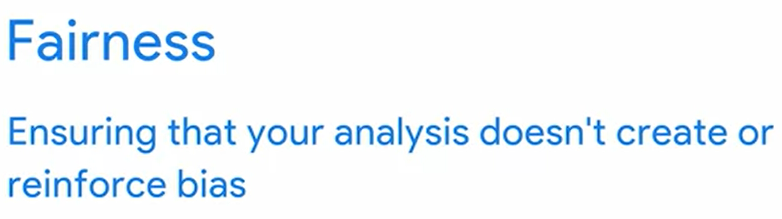 Fairness
Ensuring that your analysis doesn't create or
reinforce bias